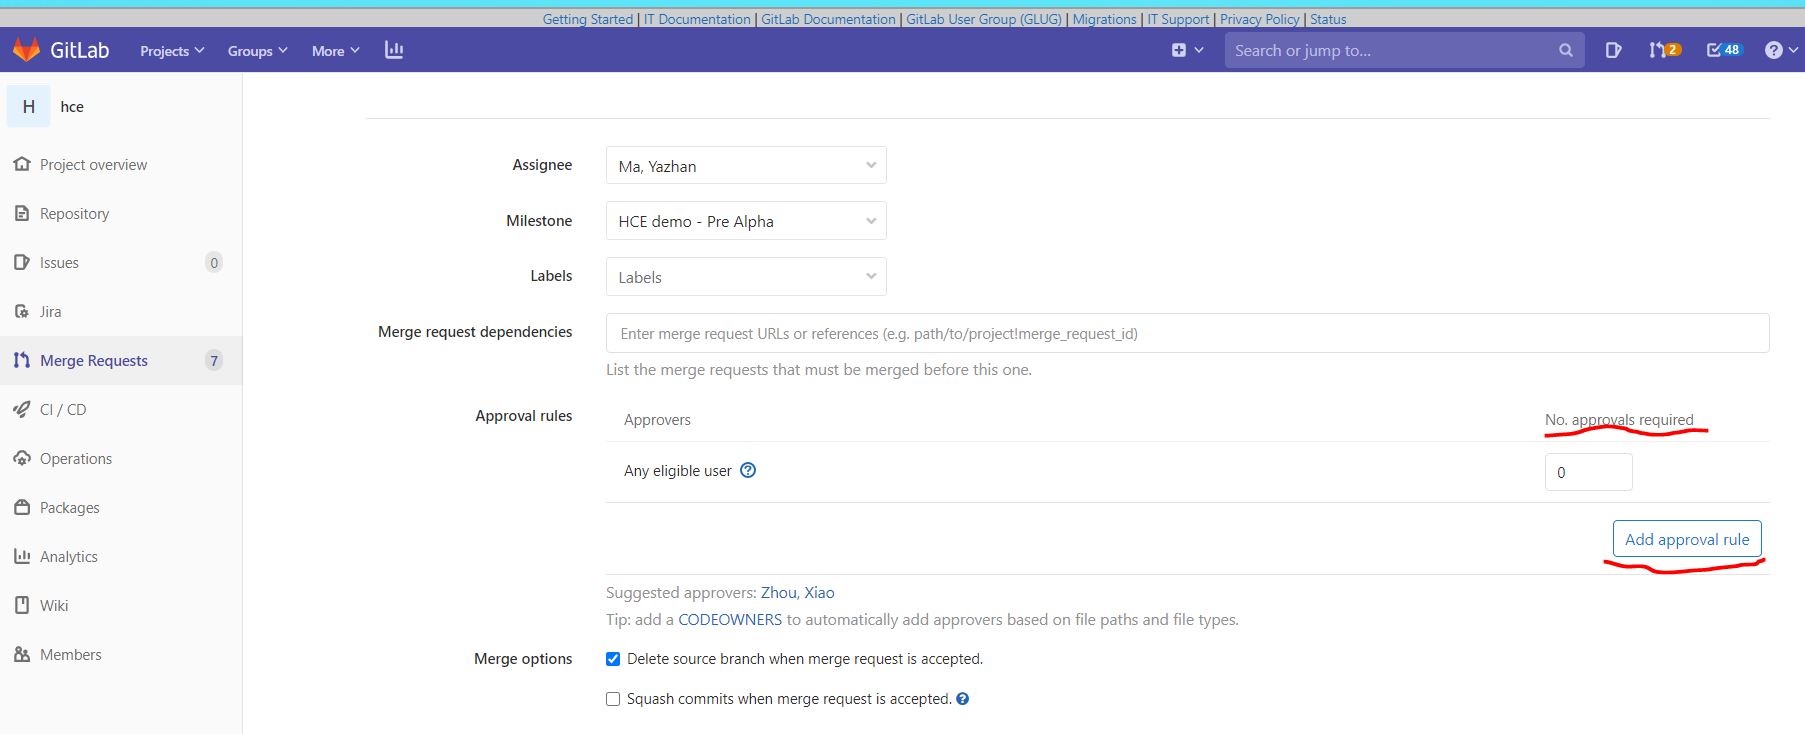 Getting Started | IT Documentation | GitLab Documentation | GitLab User Group (GLUG) | Migrations | IT Support | Privacy Policy | Status
GitLab Projects Groups More Search or jump to... 2 48
H hce
Project overview
Repository
Issues 0
Jira
Merge Requests 7
CI / CD
Operations
Packages
Analytics
Wiki
Members
Assignee Ma, Yazhan
Milestone HCE demo - Pre Alpha
Labels Labels
Merge request dependencies Enter merge request URLs or references (e.g. path/to/project!merge_request_id)
List the merge requests that must be merged before this one.
Approval rules Approvers No. approvals required
Any eligible user 0
Add approval rule
Suggested approvers: Zhou, Xiao
Tip: add a CODEOWNERS to automatically add approvers based on file paths and file types.
Merge options Delete source branch when merge request is accepted.
Squash commits when merge request is accepted.